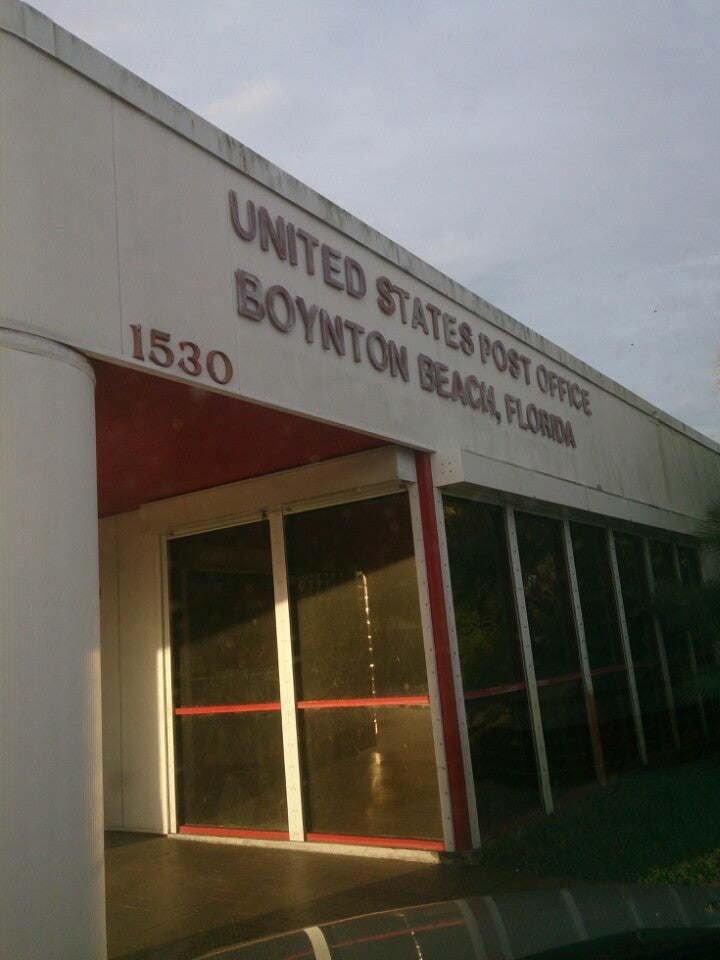 UNITED STATES POST OFFICE
BOYNTON BEACH, FLORIDA
1530